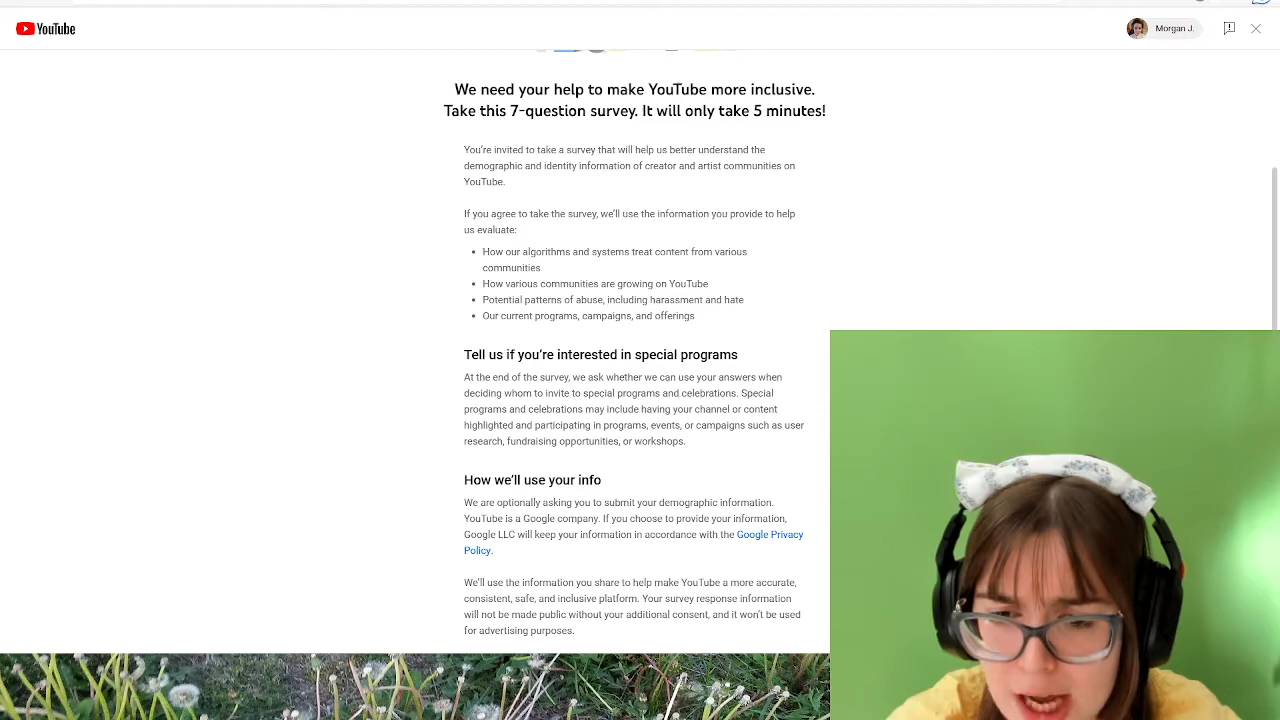 YouTube
Morgan J.
We need your help to make YouTube more inclusive.
Take this 7-question survey. It will only take 5 minutes!
You're invited to take a survey that will help us better understand the
demographic and identity information of creator and artist communities on
YouTube.
If you agree to take the survey, we'll use the information you provide to help
us evaluate:
• How our algorithms and systems treat content from various
communities
• How various communities are growing on YouTube
• Potential patterns of abuse, including harassment and hate
• Our current programs, campaigns, and offerings
Tell us if you're interested in special programs
At the end of the survey, we ask whether we can use your answers when
deciding whom to invite to special programs and celebrations. Special
programs and celebrations may include having your channel or content
highlighted and participating in programs, events, or campaigns such as user
research, fundraising opportunities, or workshops.
How we'll use your info
We are optionally asking you to submit your demographic information.
YouTube is a Google company. If you choose to provide your information,
Google LLC will keep your information in accordance with the Google Privacy
Policy.
We'll use the information you share to help make YouTube a more accurate,
consistent, safe, and inclusive platform. Your survey response information
will not be made public without your additional consent, and it won't be used
for advertising purposes.